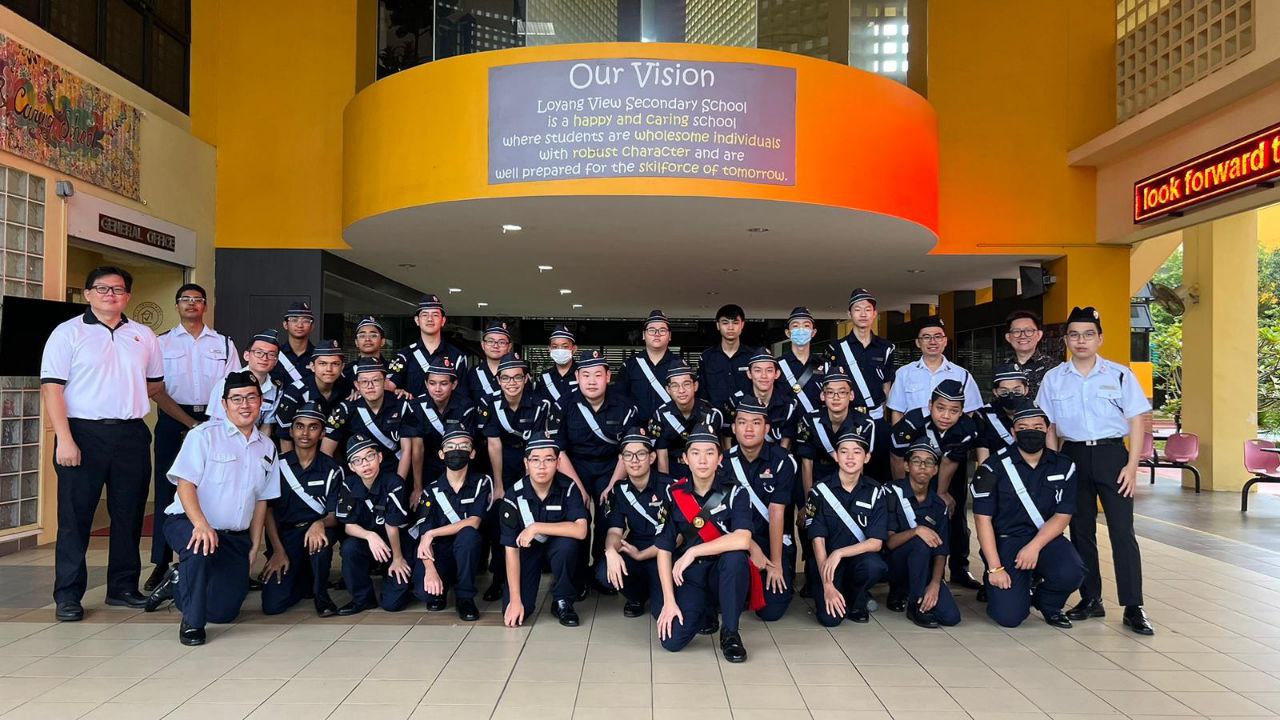 Our Vision
Loyang View Secondary School
is a happy and caring school
where students are wholesome individuals
with robust character and are
well prepared for the skilforce of tomorrow.
look forward t
GENERAL OFFICE